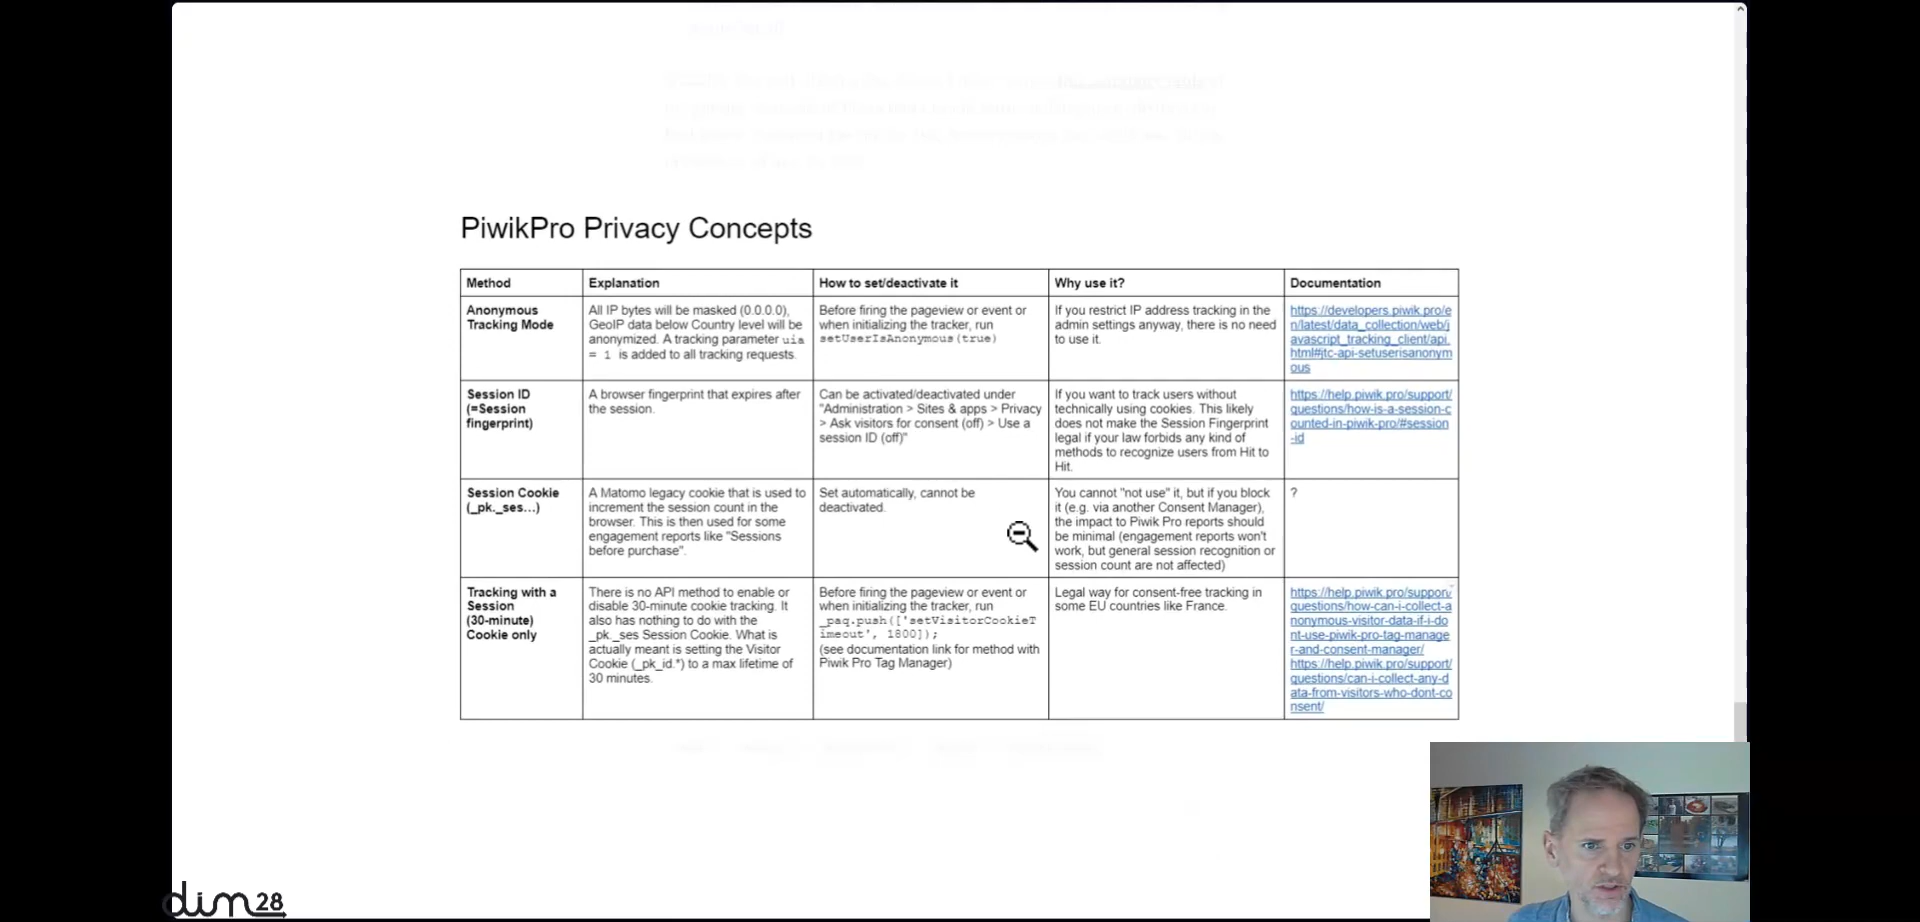 PiwikPro Privacy Concepts
Method
Explanation
How to set/deactivate it
Why use it?
Documentation
Anonymous
Tracking Mode
All IP bytes will be masked (0.0.0.0),
GeoIP data below Country level will be
anonymized. A tracking parameter uia
= 1 is added to all tracking requests.
Before firing the pageview or event or
when initializing the tracker, run
setUserIsAnonymous(true)
If you restrict IP address tracking in the
admin settings anyway, there is no need
to use it.
https://developers.piwik.pro/e
n/latest/data_collection/web/j
avascript_tracking_client/api.
html#jtc-api-setuserisanonym
ous
Session ID
(=Session
fingerprint)
A browser fingerprint that expires after
the session.
Can be activated/deactivated under
"Administration > Sites & apps > Privacy
> Ask visitors for consent (off) > Use a
session ID (off)"
If you want to track users without
technically using cookies. This likely
does not make the Session Fingerprint
legal if your law forbids any kind of
methods to recognize users from Hit to
Hit.
https://help.piwik.pro/support/
questions/how-is-a-session-c
ounted-in-piwik-pro/#session
-id
Session Cookie
(_pk._ses...)
A Matomo legacy cookie that is used to
increment the session count in the
browser. This is then used for some
engagement reports like "Sessions
before purchase".
Set automatically, cannot be
deactivated.
You cannot "not use" it, but if you block
it (e.g. via another Consent Manager),
the impact to Piwik Pro reports should
be minimal (engagement reports won't
work, but general session recognition or
session count are not affected)
?
Tracking with a
Session
(30-minute)
Cookie only
There is no API method to enable or
disable 30-minute cookie tracking. It
also has nothing to do with the
_pk._ses Session Cookie. What is
actually meant is setting the Visitor
Cookie (_pk_id.*) to a max lifetime of
30 minutes.
Before firing the pageview or event or
when initializing the tracker, run
_paq.push(['setVisitorCookieT
imeout', 1800]);
(see documentation link for method with
Piwik Pro Tag Manager)
Legal way for consent-free tracking in
some EU countries like France.
https://help.piwik.pro/support/
questions/how-can-i-collect-a
nonymous-visitor-data-if-i-do
nt-use-piwik-pro-tag-manage
r-and-consent-manager/
https://help.piwik.pro/support/
questions/can-i-collect-any-d
ata-from-visitors-who-dont-co
nsent/
dim28